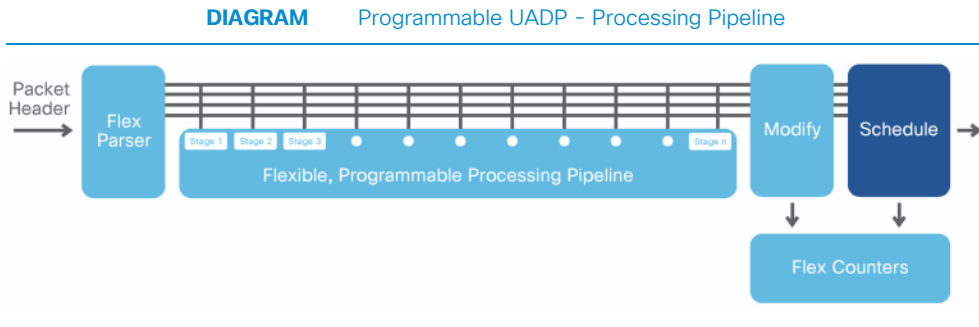 DIAGRAM Programmable UADP - Processing Pipeline
Packet
Header
Flex
Parser
Stage 1 Stage 2 Stage 3 Stage n
Flexible, Programmable Processing Pipeline
Modify
Schedule
Flex Counters